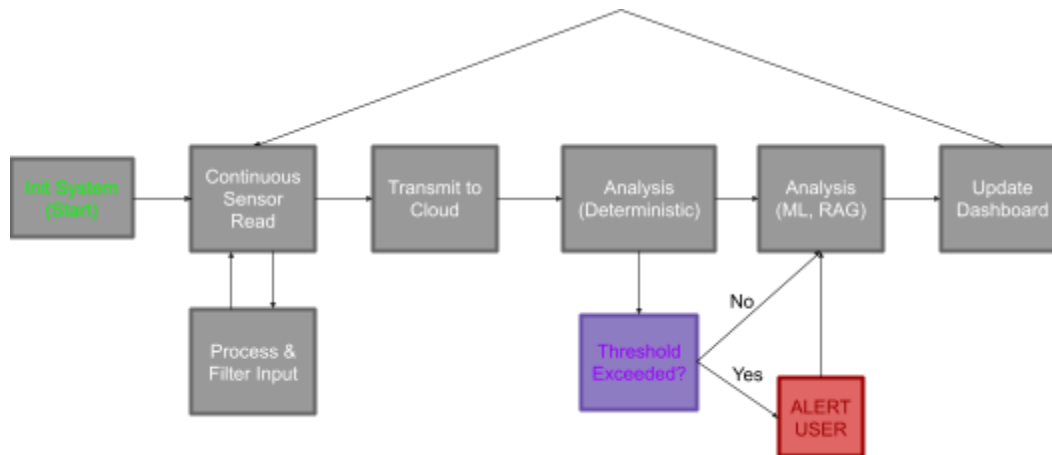 Init System
(Start)
Continuous
Sensor
Read
Transmit to
Cloud
Analysis
(Deterministic)
Analysis
(ML, RAG)
Update
Dashboard
Process &
Filter Input
Threshold
Exceeded?
No
Yes
ALERT
USER